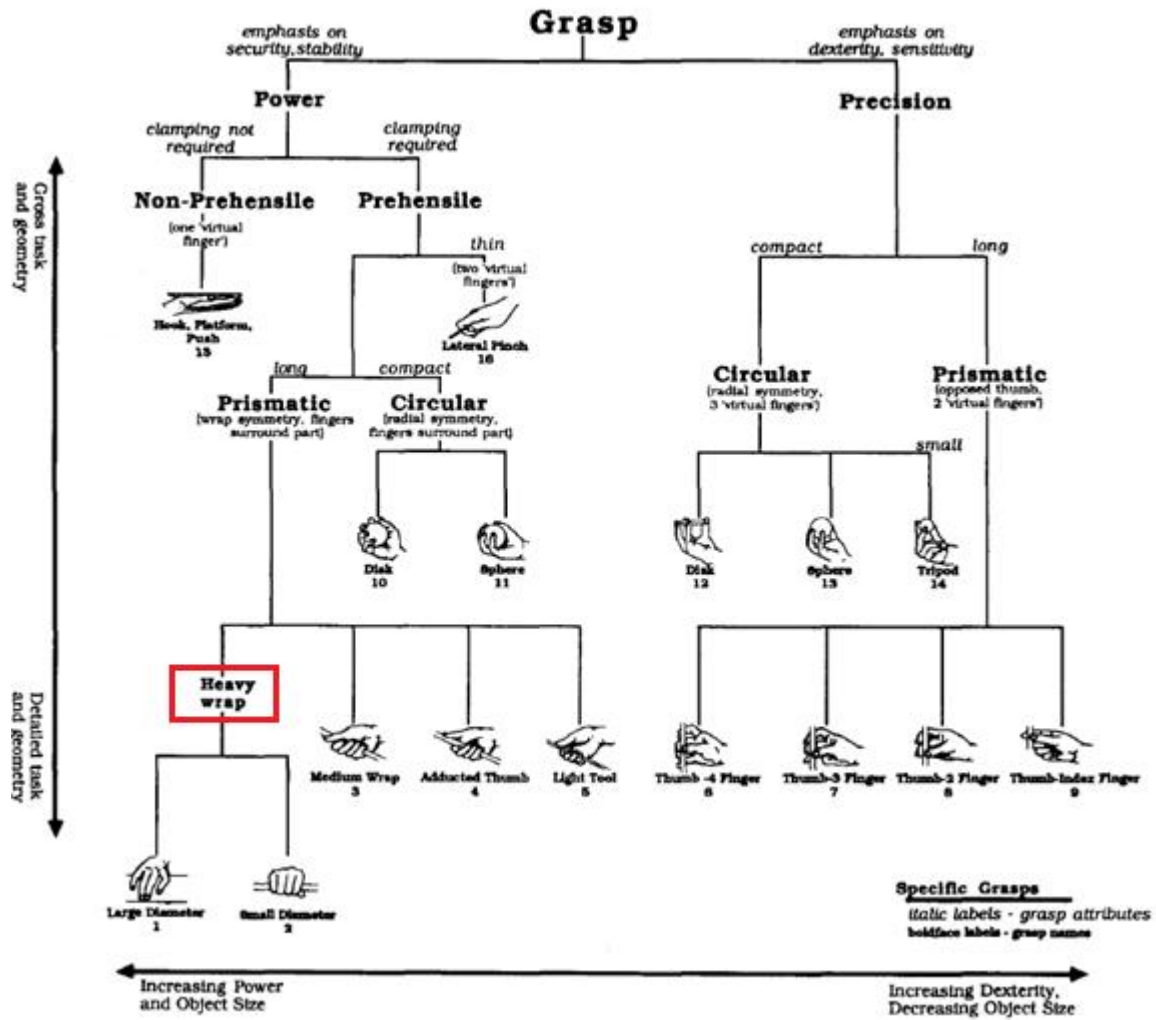 Grasp
emphasis on
security,stability
emphasis on
dexterity, sensitivity
Power
Precision
clamping not
required
clamping
required
Non-Prehensile
(one 'virtual
finger')
Prehensile
thin
(two 'virtual
fingers')
compact
long
Gross task
and geometry
Hook, Platform,
Push
15
Lateral Pinch
16
long
compact
Prismatic
(wrap symmetry, fingers
surround part)
Circular
(radial symmetry,
fingers surround part)
Circular
(radial symmetry,
3 'virtual fingers')
Prismatic
(opposed thumb,
2 'virtual fingers')
small
Disk
10
Sphere
11
Disk
12
Sphere
13
Tripod
14
Heavy
wrap
Detailed task
and geometry
Medium Wrap
3
Adducted Thumb
4
Light Tool
5
Thumb -4 Finger
6
Thumb-3 Finger
7
Thumb-2 Finger
8
Thumb-Index Finger
9
Large Diameter
1
Small Diameter
2
Specific Grasps
italic labels - grasp attributes
boldface labels - grasp names
Increasing Power
and Object Size
Increasing Dexterity,
Decreasing Object Size